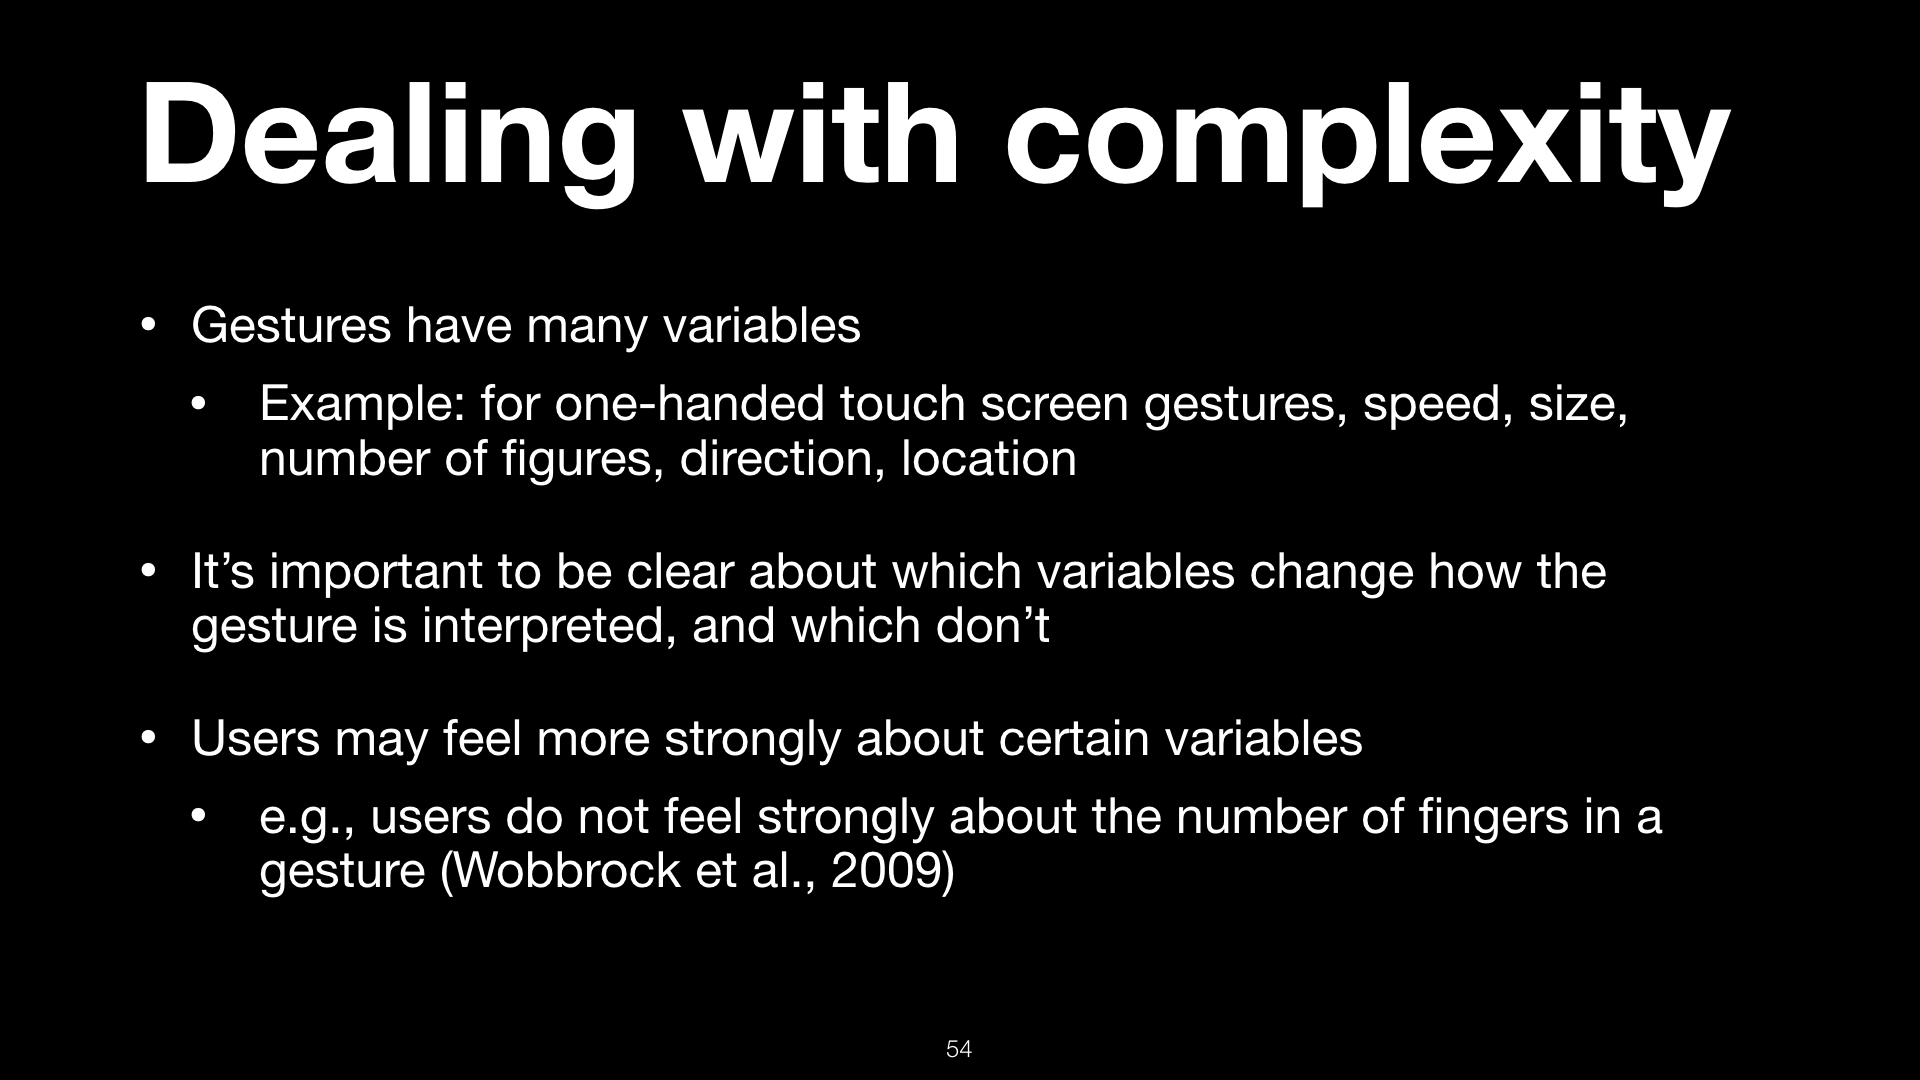 Dealing with complexity
• Gestures have many variables
• Example: for one-handed touch screen gestures, speed, size,
number of figures, direction, location
• It’s important to be clear about which variables change how the
gesture is interpreted, and which don’t
• Users may feel more strongly about certain variables
• e.g., users do not feel strongly about the number of fingers in a
gesture (Wobbrock et al., 2009)
54